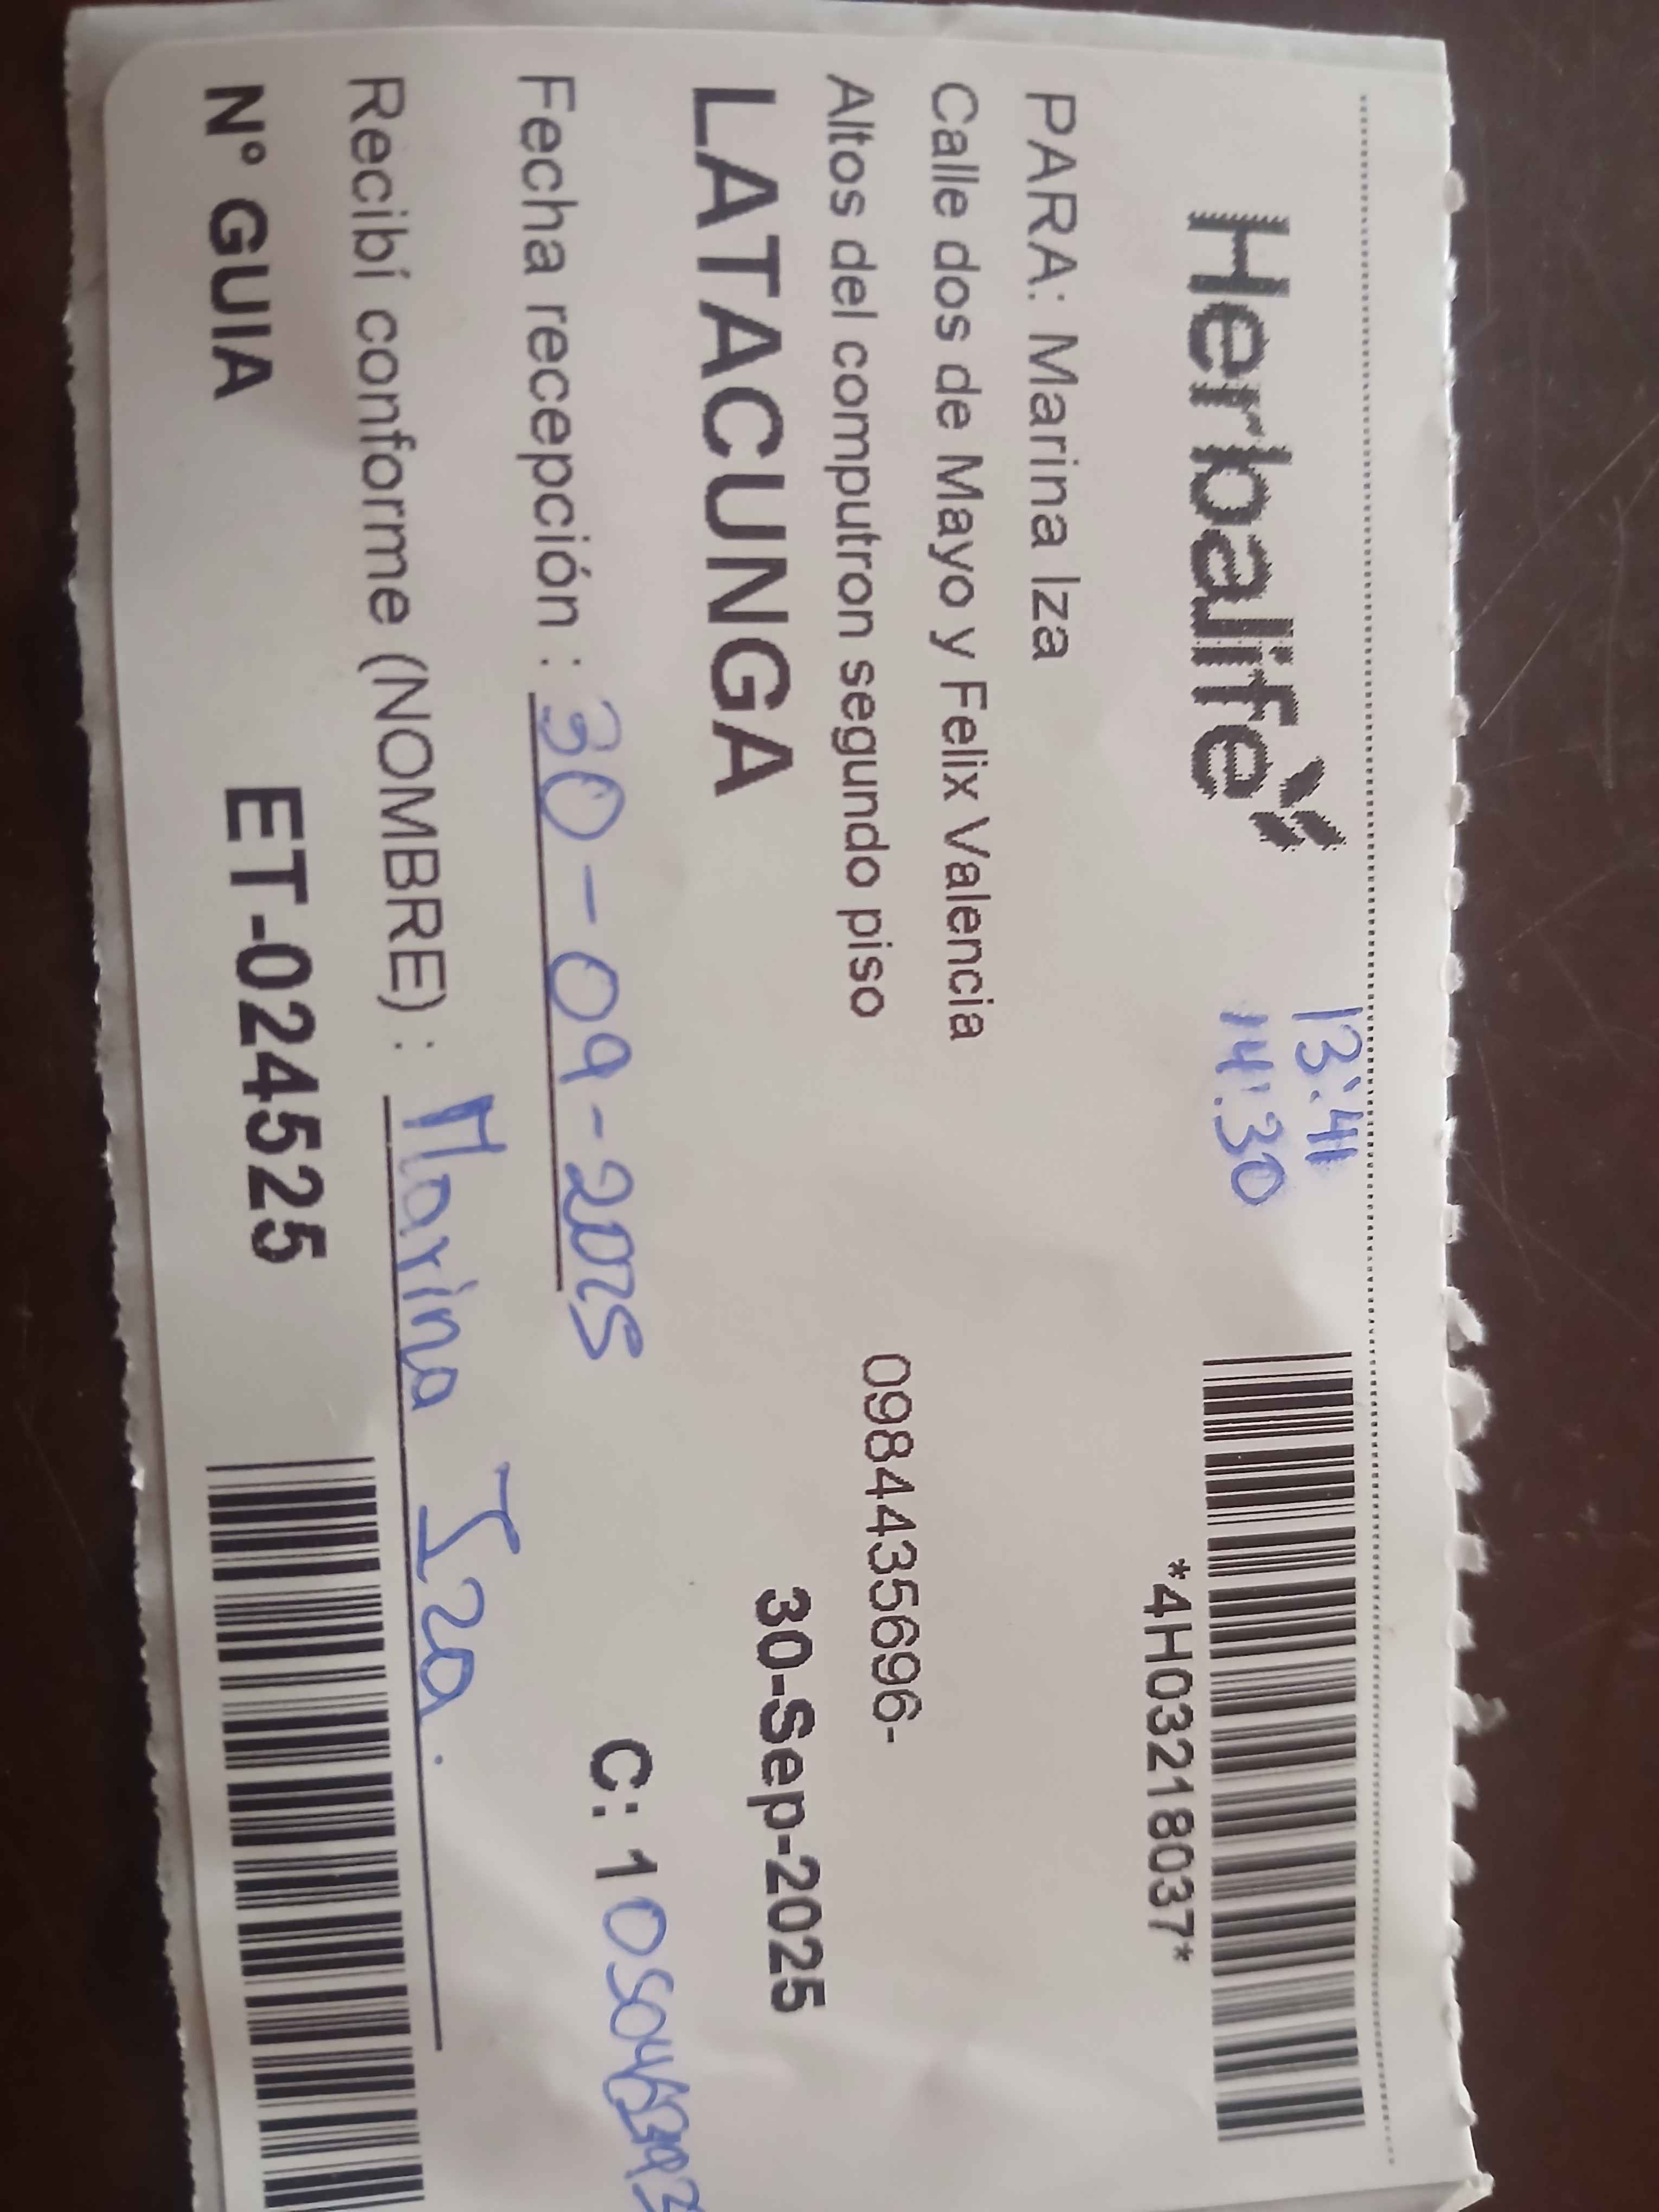 Herbalife
13:41
14:30
*4H03218037*
PARA: Marina Iza
Calle dos de Mayo y Felix Valencia
Altos del computron segundo piso
0984435696-
LATACUNGA
30-Sep-2025
Fecha recepción : 30-09-2025
C: 1
Recibí conforme (NOMBRE) : Marina Iza.
N° GUIA ET-024525